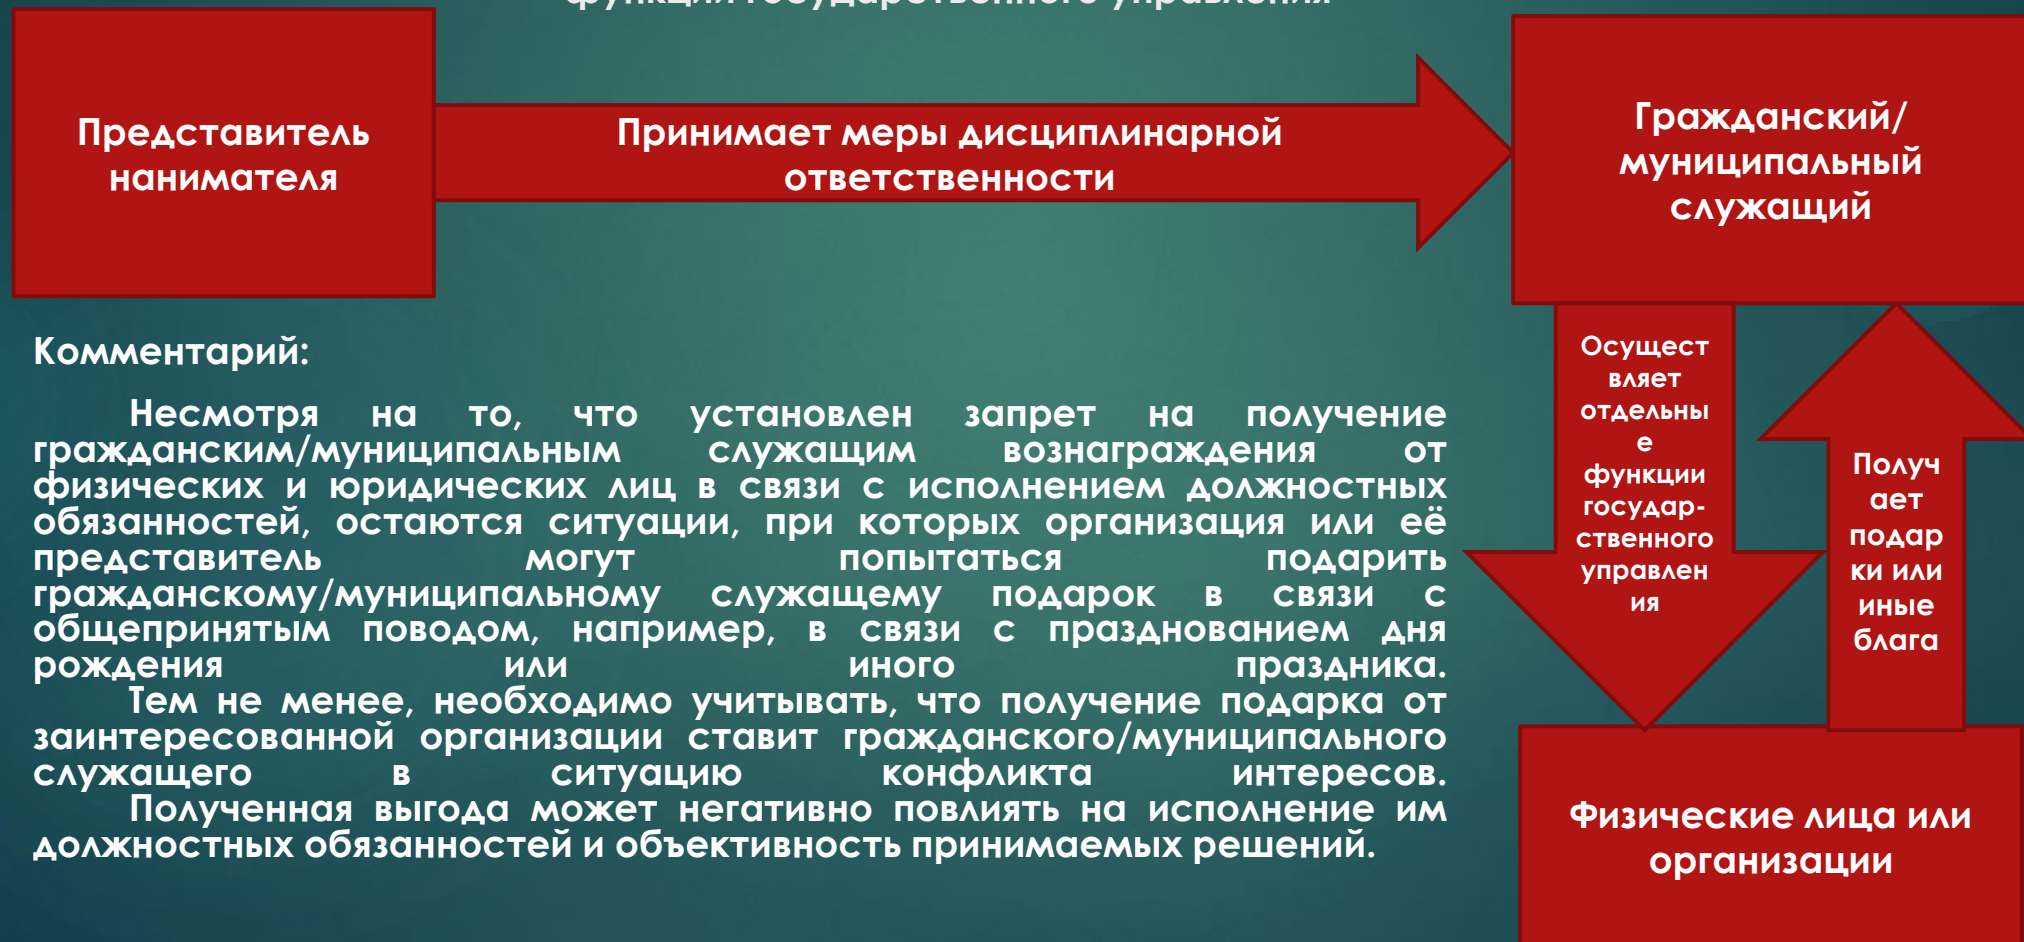 функции государственного управления
Представитель
нанимателя
Принимает меры дисциплинарной
ответственности
Гражданский/
муниципальный
служащий
Комментарий:
Несмотря на то, что установлен запрет на получение
гражданским/муниципальным служащим вознаграждения от
физических и юридических лиц в связи с исполнением должностных
обязанностей, остаются ситуации, при которых организация или её
представитель могут попытаться подарить
гражданскому/муниципальному служащему подарок в связи с
общепринятым поводом, например, в связи с празднованием дня
рождения или иного праздника.
Тем не менее, необходимо учитывать, что получение подарка от
заинтересованной организации ставит гражданского/муниципального
служащего в ситуацию конфликта интересов.
Полученная выгода может негативно повлиять на исполнение им
должностных обязанностей и объективность принимаемых решений.
Осущест
вляет
отдельны
е
функции
государ-
ственного
управлен
ия
Получ
ает
подар
ки или
иные
блага
Физические лица или
организации